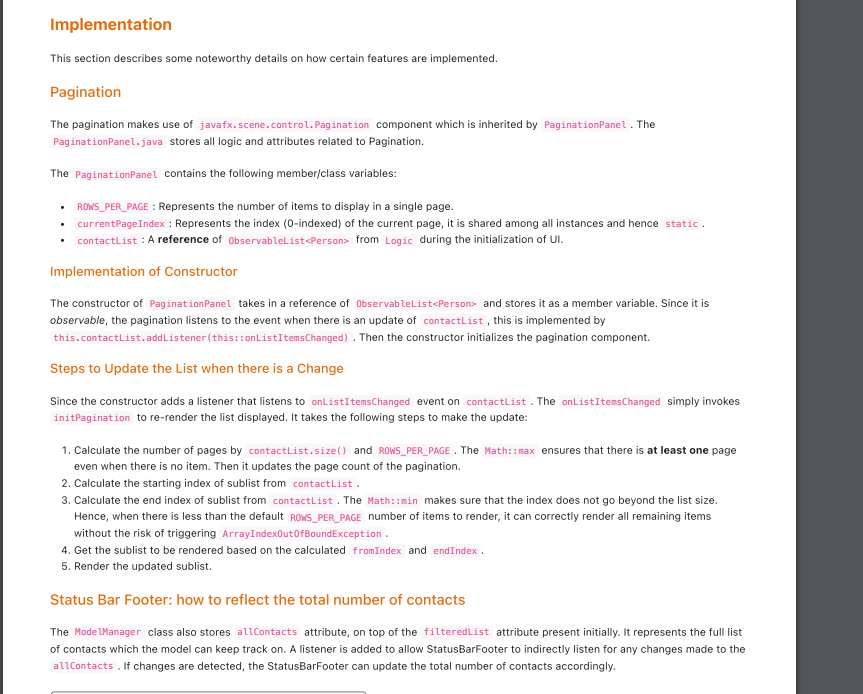 Implementation
This section describes some noteworthy details on how certain features are implemented.
Pagination
The pagination makes use of javafx.scene.control.Pagination component which is inherited by PaginationPanel . The
PaginationPanel.java stores all logic and attributes related to Pagination.
The PaginationPanel contains the following member/class variables:
• ROWS_PER_PAGE : Represents the number of items to display in a single page.
• currentPageIndex : Represents the index (0-indexed) of the current page, it is shared among all instances and hence static .
• contactList : A reference of ObservableList<Person> from Logic during the initialization of UI.
Implementation of Constructor
The constructor of PaginationPanel takes in a reference of ObservableList<Person> and stores it as a member variable. Since it is
observable, the pagination listens to the event when there is an update of contactList , this is implemented by
this.contactList.addListener(this::onListItemsChanged) . Then the constructor initializes the pagination component.
Steps to Update the List when there is a Change
Since the constructor adds a listener that listens to onListItemsChanged event on contactList . The onListItemsChanged simply invokes
initPagination to re-render the list displayed. It takes the following steps to make the update:
1. Calculate the number of pages by contactList.size() and ROWS_PER_PAGE . The Math::max ensures that there is at least one page
even when there is no item. Then it updates the page count of the pagination.
2. Calculate the starting index of sublist from contactList .
3. Calculate the end index of sublist from contactList . The Math::min makes sure that the index does not go beyond the list size.
Hence, when there is less than the default ROWS_PER_PAGE number of items to render, it can correctly render all remaining items
without the risk of triggering ArrayIndexOutOfBoundException .
4. Get the sublist to be rendered based on the calculated fromIndex and endIndex .
5. Render the updated sublist.
Status Bar Footer: how to reflect the total number of contacts
The ModelManager class also stores allContacts attribute, on top of the filteredList attribute present initially. It represents the full list
of contacts which the model can keep track on. A listener is added to allow StatusBarFooter to indirectly listen for any changes made to the
allContacts . If changes are detected, the StatusBarFooter can update the total number of contacts accordingly.